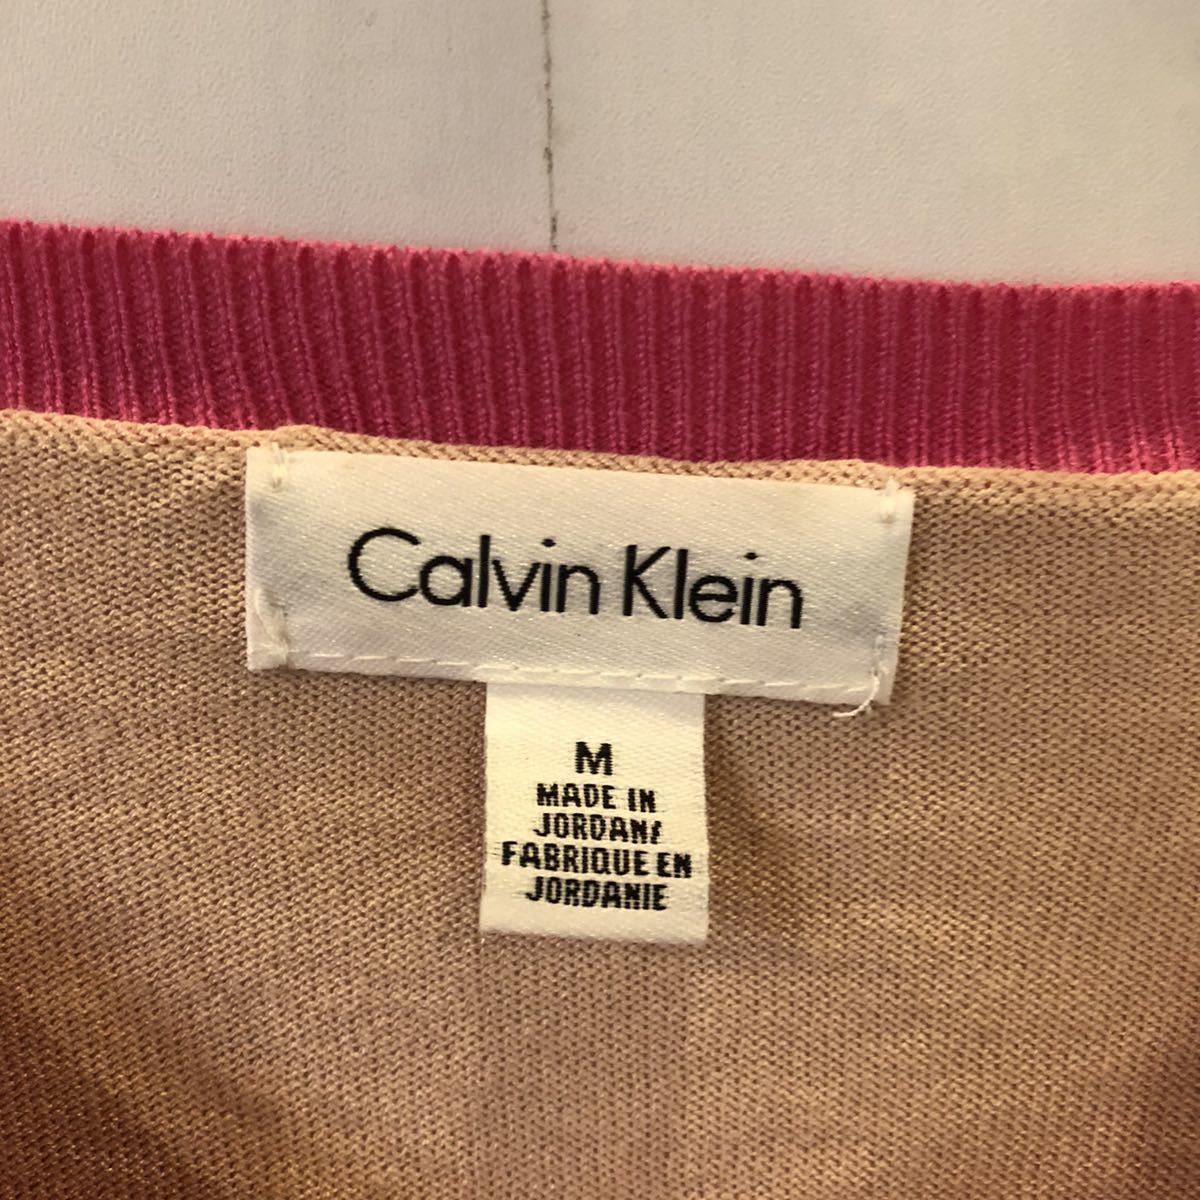 Calvin Klein
M
MADE IN
JORDAN/
FABRIQUE EN
JORDANIE